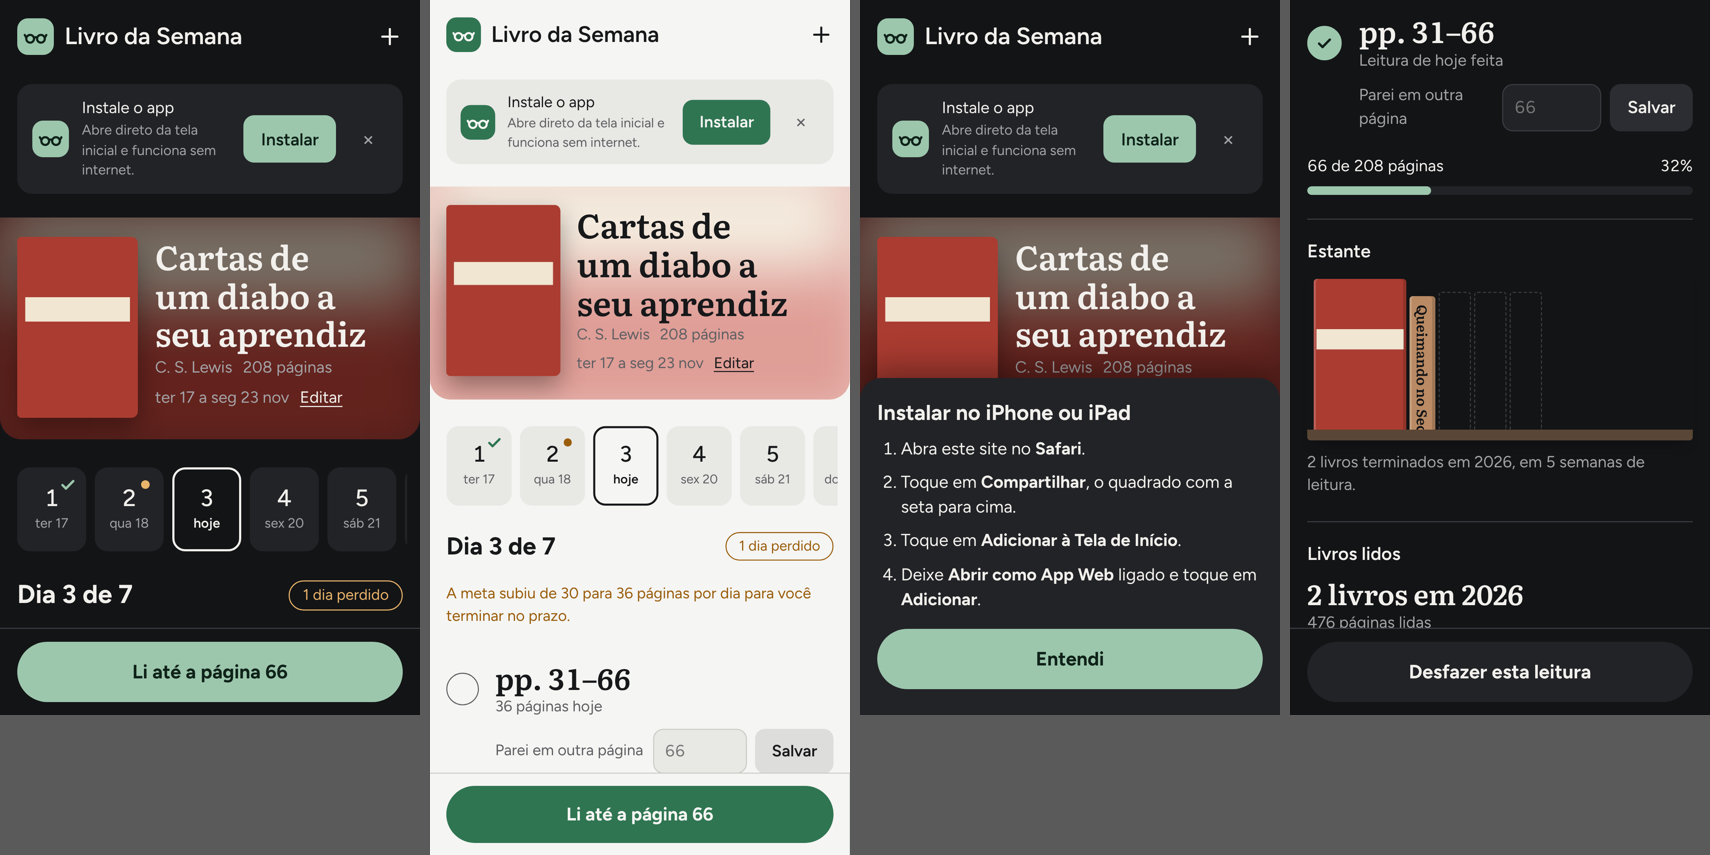 Livro da Semana
+
Instale o app
Abre direto da tela
inicial e funciona sem
internet.
Instalar
×
Cartas de
um diabo a
seu aprendiz
C. S. Lewis 208 páginas
ter 17 a seg 23 nov Editar
1
ter 17
2
qua 18
3
hoje
4
sex 20
5
sáb 21
Dia 3 de 7
1 dia perdido
Li até a página 66
Livro da Semana
+
Instale o app
Abre direto da tela inicial e
funciona sem internet.
Instalar
×
Cartas de
um diabo a
seu aprendiz
C. S. Lewis 208 páginas
ter 17 a seg 23 nov Editar
1
ter 17
2
qua 18
3
hoje
4
sex 20
5
sáb 21
Dia 3 de 7
1 dia perdido
A meta subiu de 30 para 36 páginas por dia para você
terminar no prazo.
pp. 31–66
36 páginas hoje
Parei em outra página
66
Salvar
Li até a página 66
Livro da Semana
+
Instale o app
Abre direto da tela
inicial e funciona sem
internet.
Instalar
×
Cartas de
um diabo a
seu aprendiz
C. S. Lewis 208 páginas
Instalar no iPhone ou iPad
1. Abra este site no Safari.
2. Toque em Compartilhar, o quadrado com a
seta para cima.
3. Toque em Adicionar à Tela de Início.
4. Deixe Abrir como App Web ligado e toque em
Adicionar.
Entendi
pp. 31–66
Leitura de hoje feita
Parei em outra
página
66
Salvar
66 de 208 páginas
32%
Estante
Queimando no Sec
2 livros terminados em 2026, em 5 semanas de
leitura.
Livros lidos
2 livros em 2026
476 páginas lidas
Desfazer esta leitura